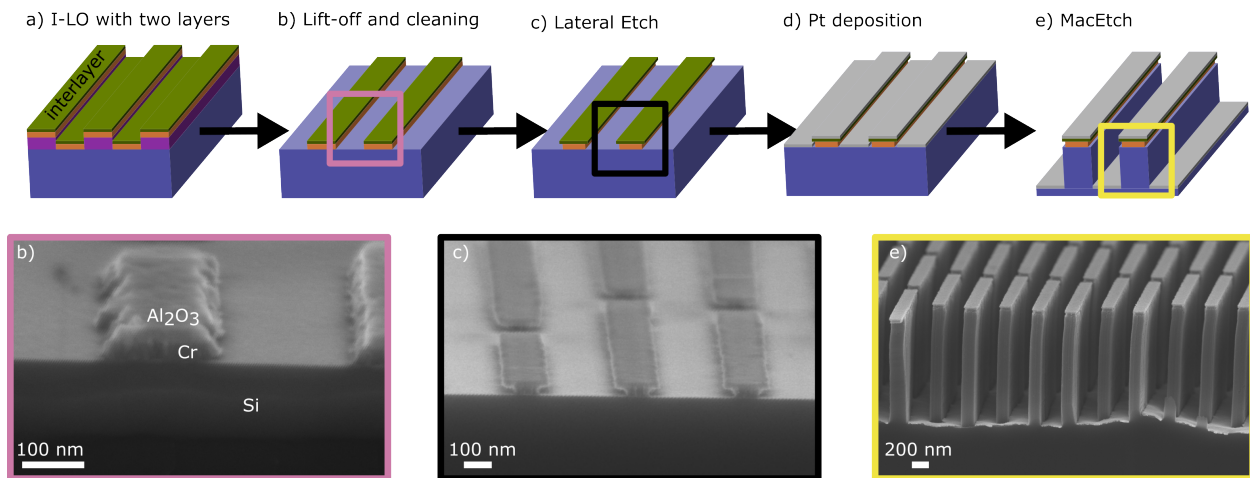 a) I-LO with two layers
b) Lift-off and cleaning
c) Lateral Etch
d) Pt deposition
e) MacEtch
interlayer
b)
Al₂O₃
Cr
Si
100 nm
c)
100 nm
e)
200 nm